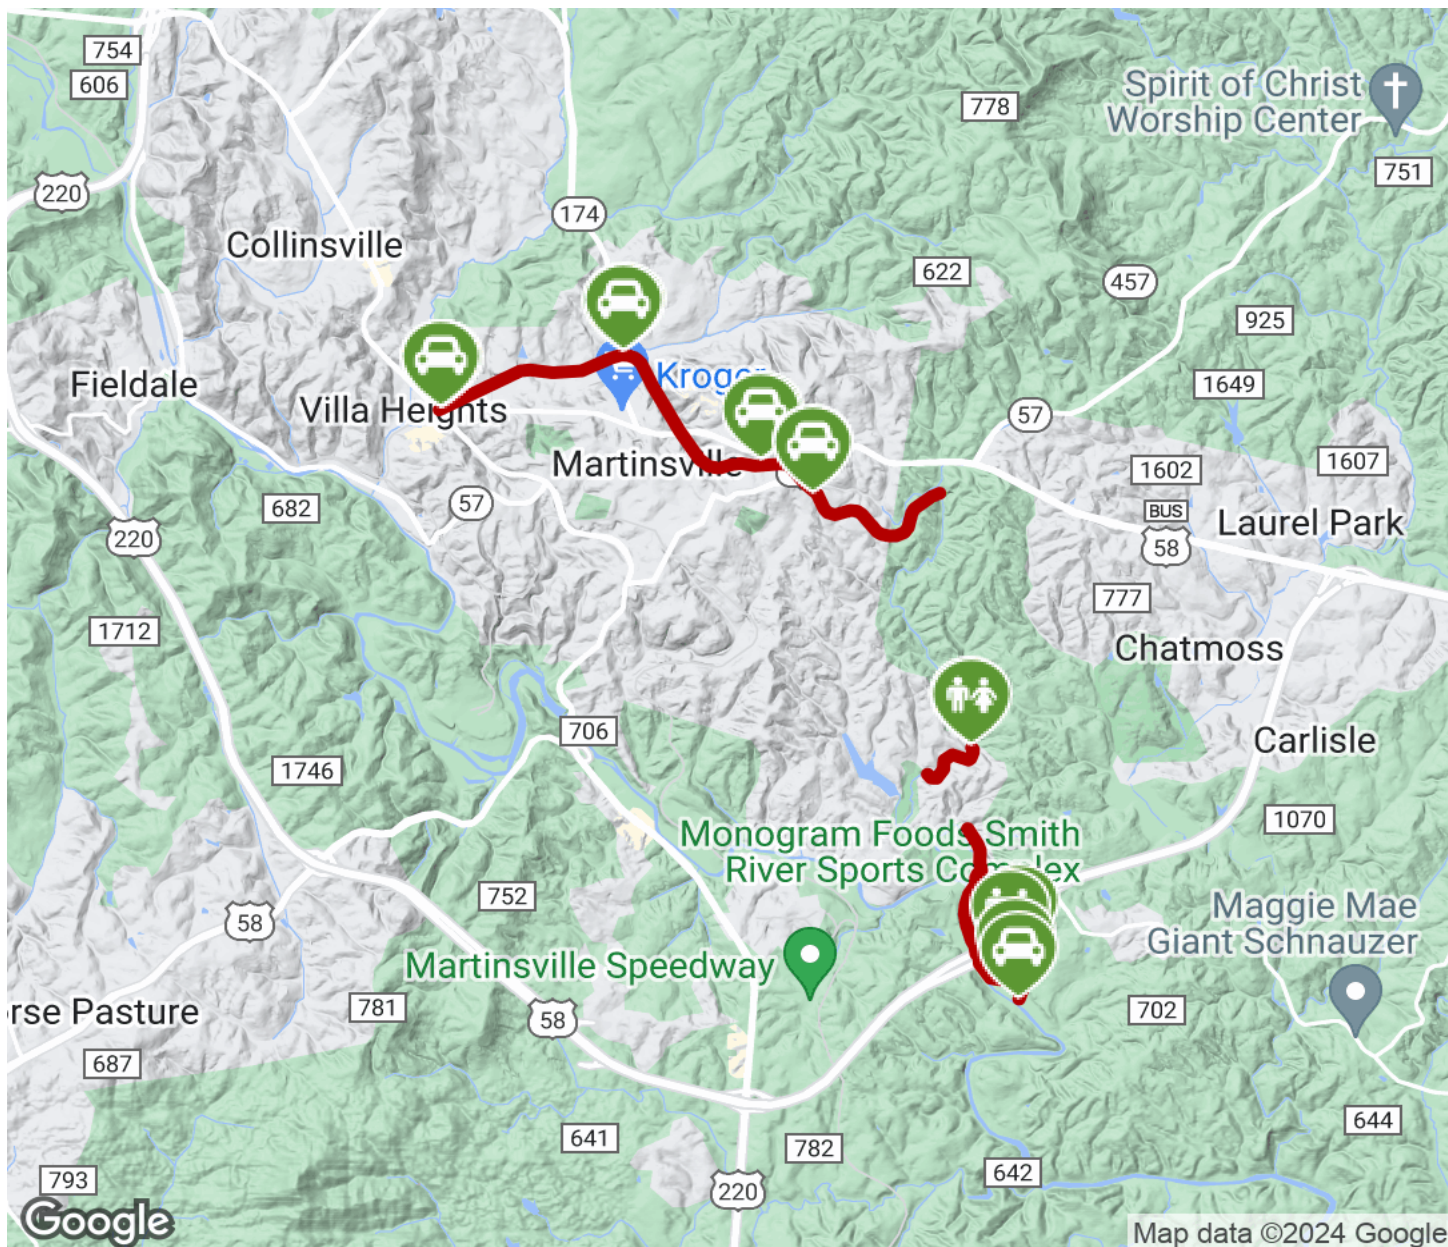 754
606
778
Spirit of Christ
Worship Center
751
220
174
Collinsville
622
457
925
Kroger
Fieldale
1649
Villa Heights
57
Martinsville
1602
1607
57
682
BUS
Laurel Park
220
58
777
1712
Chatmoss
706
Carlisle
1746
1070
Monogram Foods Smith
River Sports Complex
752
58
Maggie Mae
Giant Schnauzer
Martinsville Speedway
rse Pasture
781
58
702
687
644
641
782
793
642
220
Google
Map data ©2024 Google